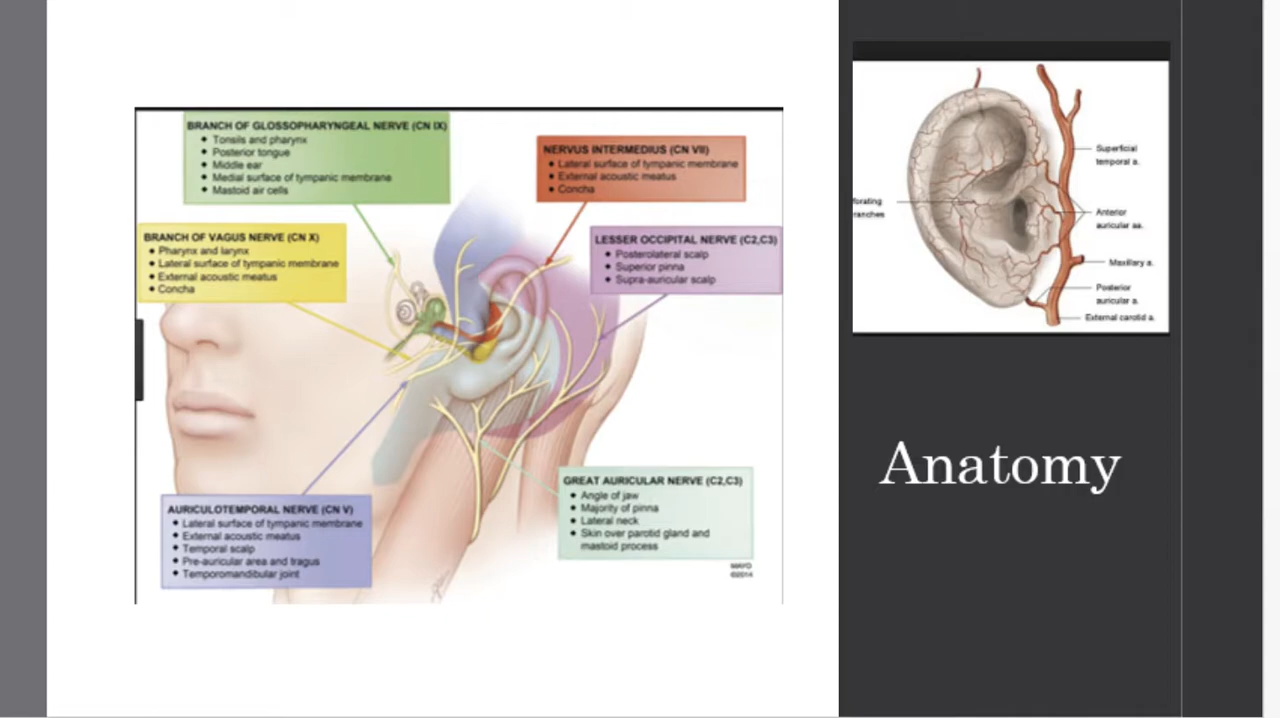 BRANCH OF GLOSSOPHARYNGEAL NERVE (CN IX)
Tonsils and pharynx
Posterior tongue
Middle ear
Medial surface of tympanic membrane
Mastoid air cells
NERVUS INTERMEDIUS (CN VII)
Lateral surface of tympanic membrane
External acoustic meatus
Concha
BRANCH OF VAGUS NERVE (CN X)
Pharynx and larynx
Lateral surface of tympanic membrane
External acoustic meatus
Concha
LESSER OCCIPITAL NERVE (C2,C3)
Posterolateral scalp
Superior pinna
Supra-auricular scalp
AURICULOTEMPORAL NERVE (CN V)
Lateral surface of tympanic membrane
External acoustic meatus
Temporal scalp
Pre-auricular area and tragus
Temporomandibular joint
GREAT AURICULAR NERVE (C2,C3)
Angle of jaw
Majority of pinna
Lateral neck
Skin over parotid gland and
mastoid process
MAYO
©2014
Superficial
temporal a.
forating
ranches
Anterior
auricular aa.
Maxillary a.
Posterior
auricular a.
External carotid a.
Anatomy